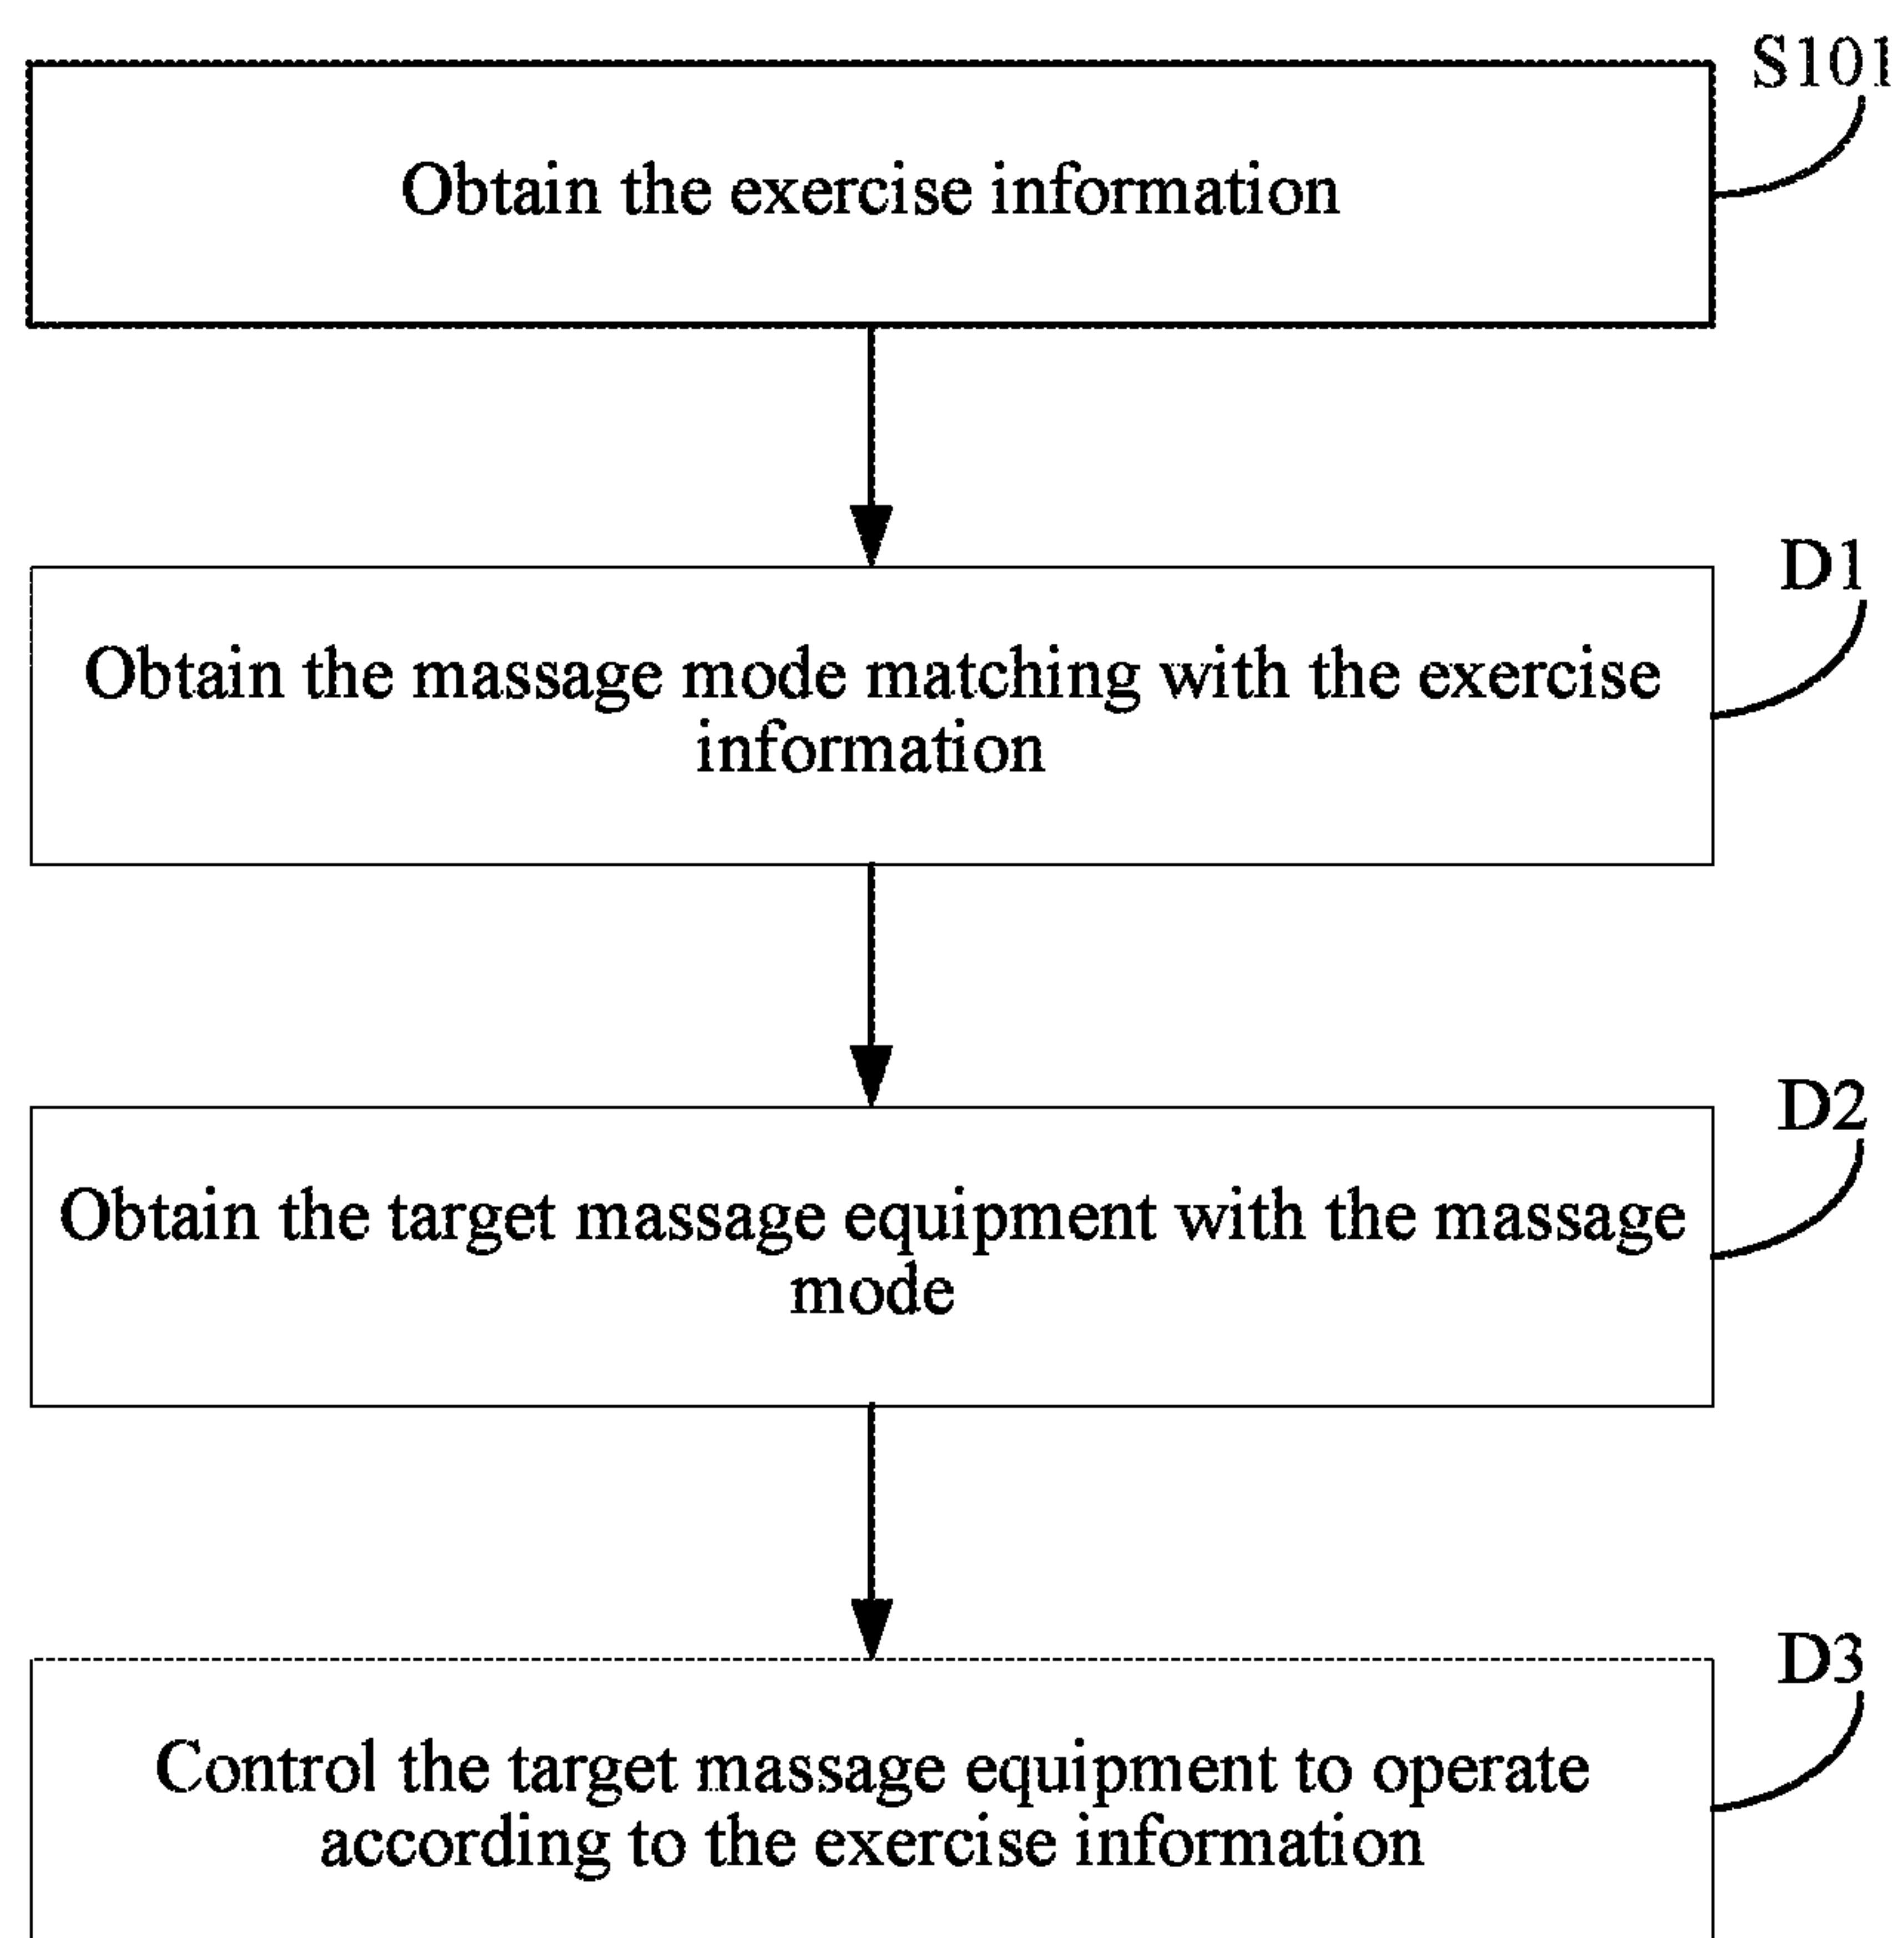 S101
Obtain the exercise information
D1
Obtain the massage mode matching with the exercise
information
D2
Obtain the target massage equipment with the massage
mode
D3
Control the target massage equipment to operate
according to the exercise information